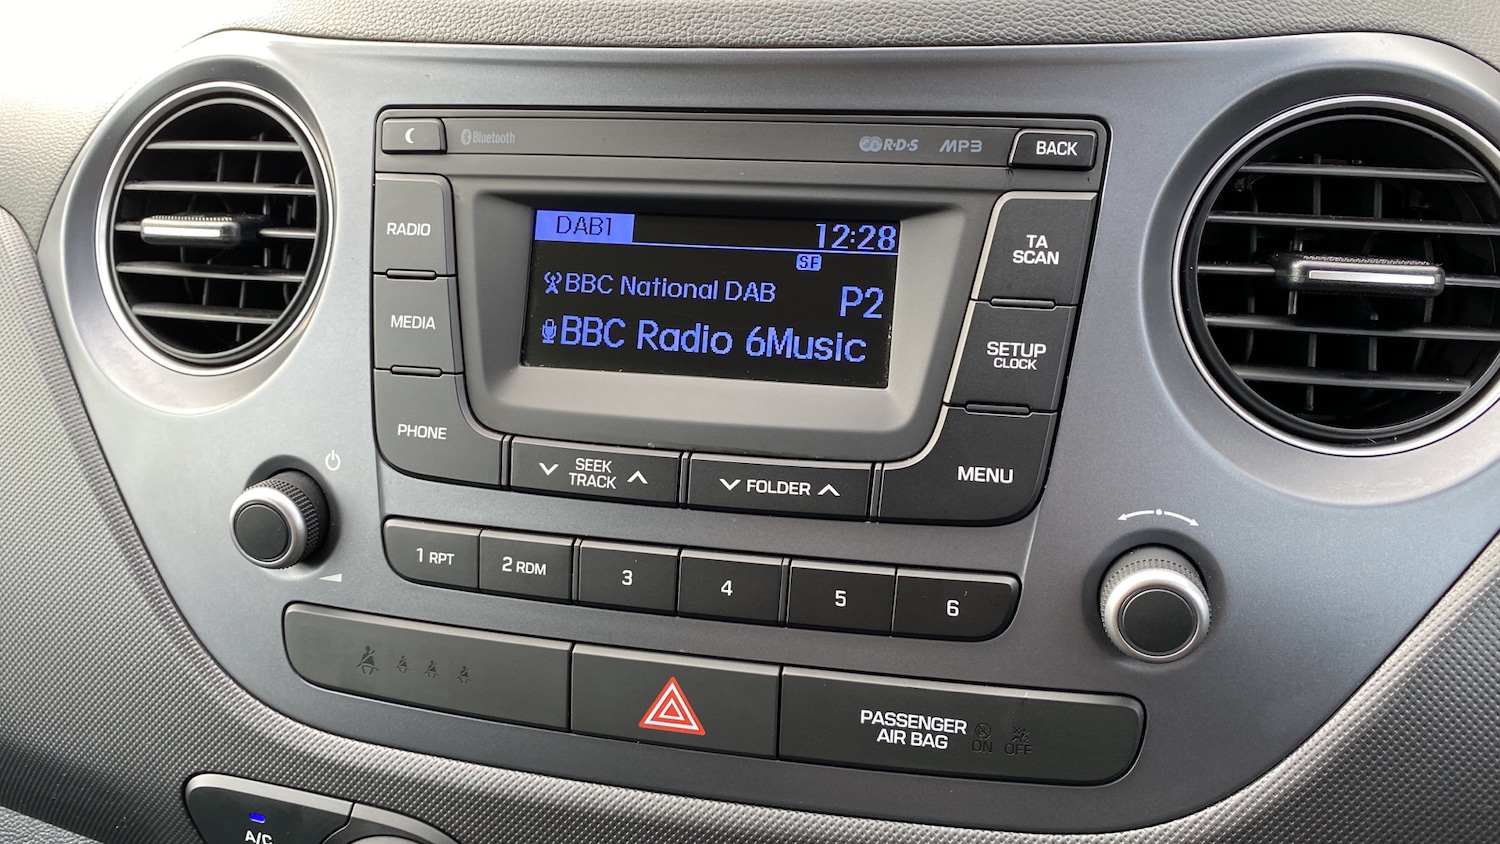 Bluetooth
R·D·S
MP3
BACK
RADIO
MEDIA
PHONE
DAB1
12:28
SF
BBC National DAB
P2
BBC Radio 6Music
TA
SCAN
SETUP
CLOCK
MENU
SEEK
TRACK
FOLDER
1 RPT
2 RDM
3
4
5
6
PASSENGER
AIR BAG
ON
OFF
A/C